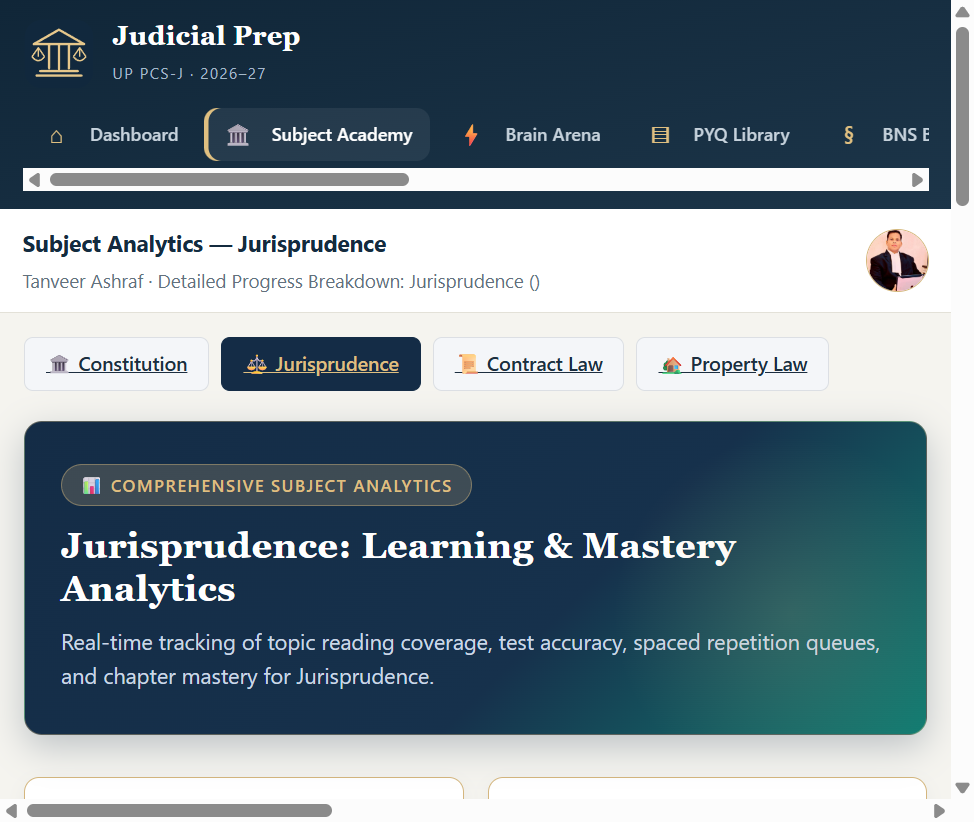 Judicial Prep
UP PCS-J · 2026–27
Dashboard
Subject Academy
Brain Arena
PYQ Library
§ BNS
Subject Analytics — Jurisprudence
Tanveer Ashraf · Detailed Progress Breakdown: Jurisprudence ()
Constitution
Jurisprudence
Contract Law
Property Law
COMPREHENSIVE SUBJECT ANALYTICS
Jurisprudence: Learning & Mastery
Analytics
Real-time tracking of topic reading coverage, test accuracy, spaced repetition queues,
and chapter mastery for Jurisprudence.